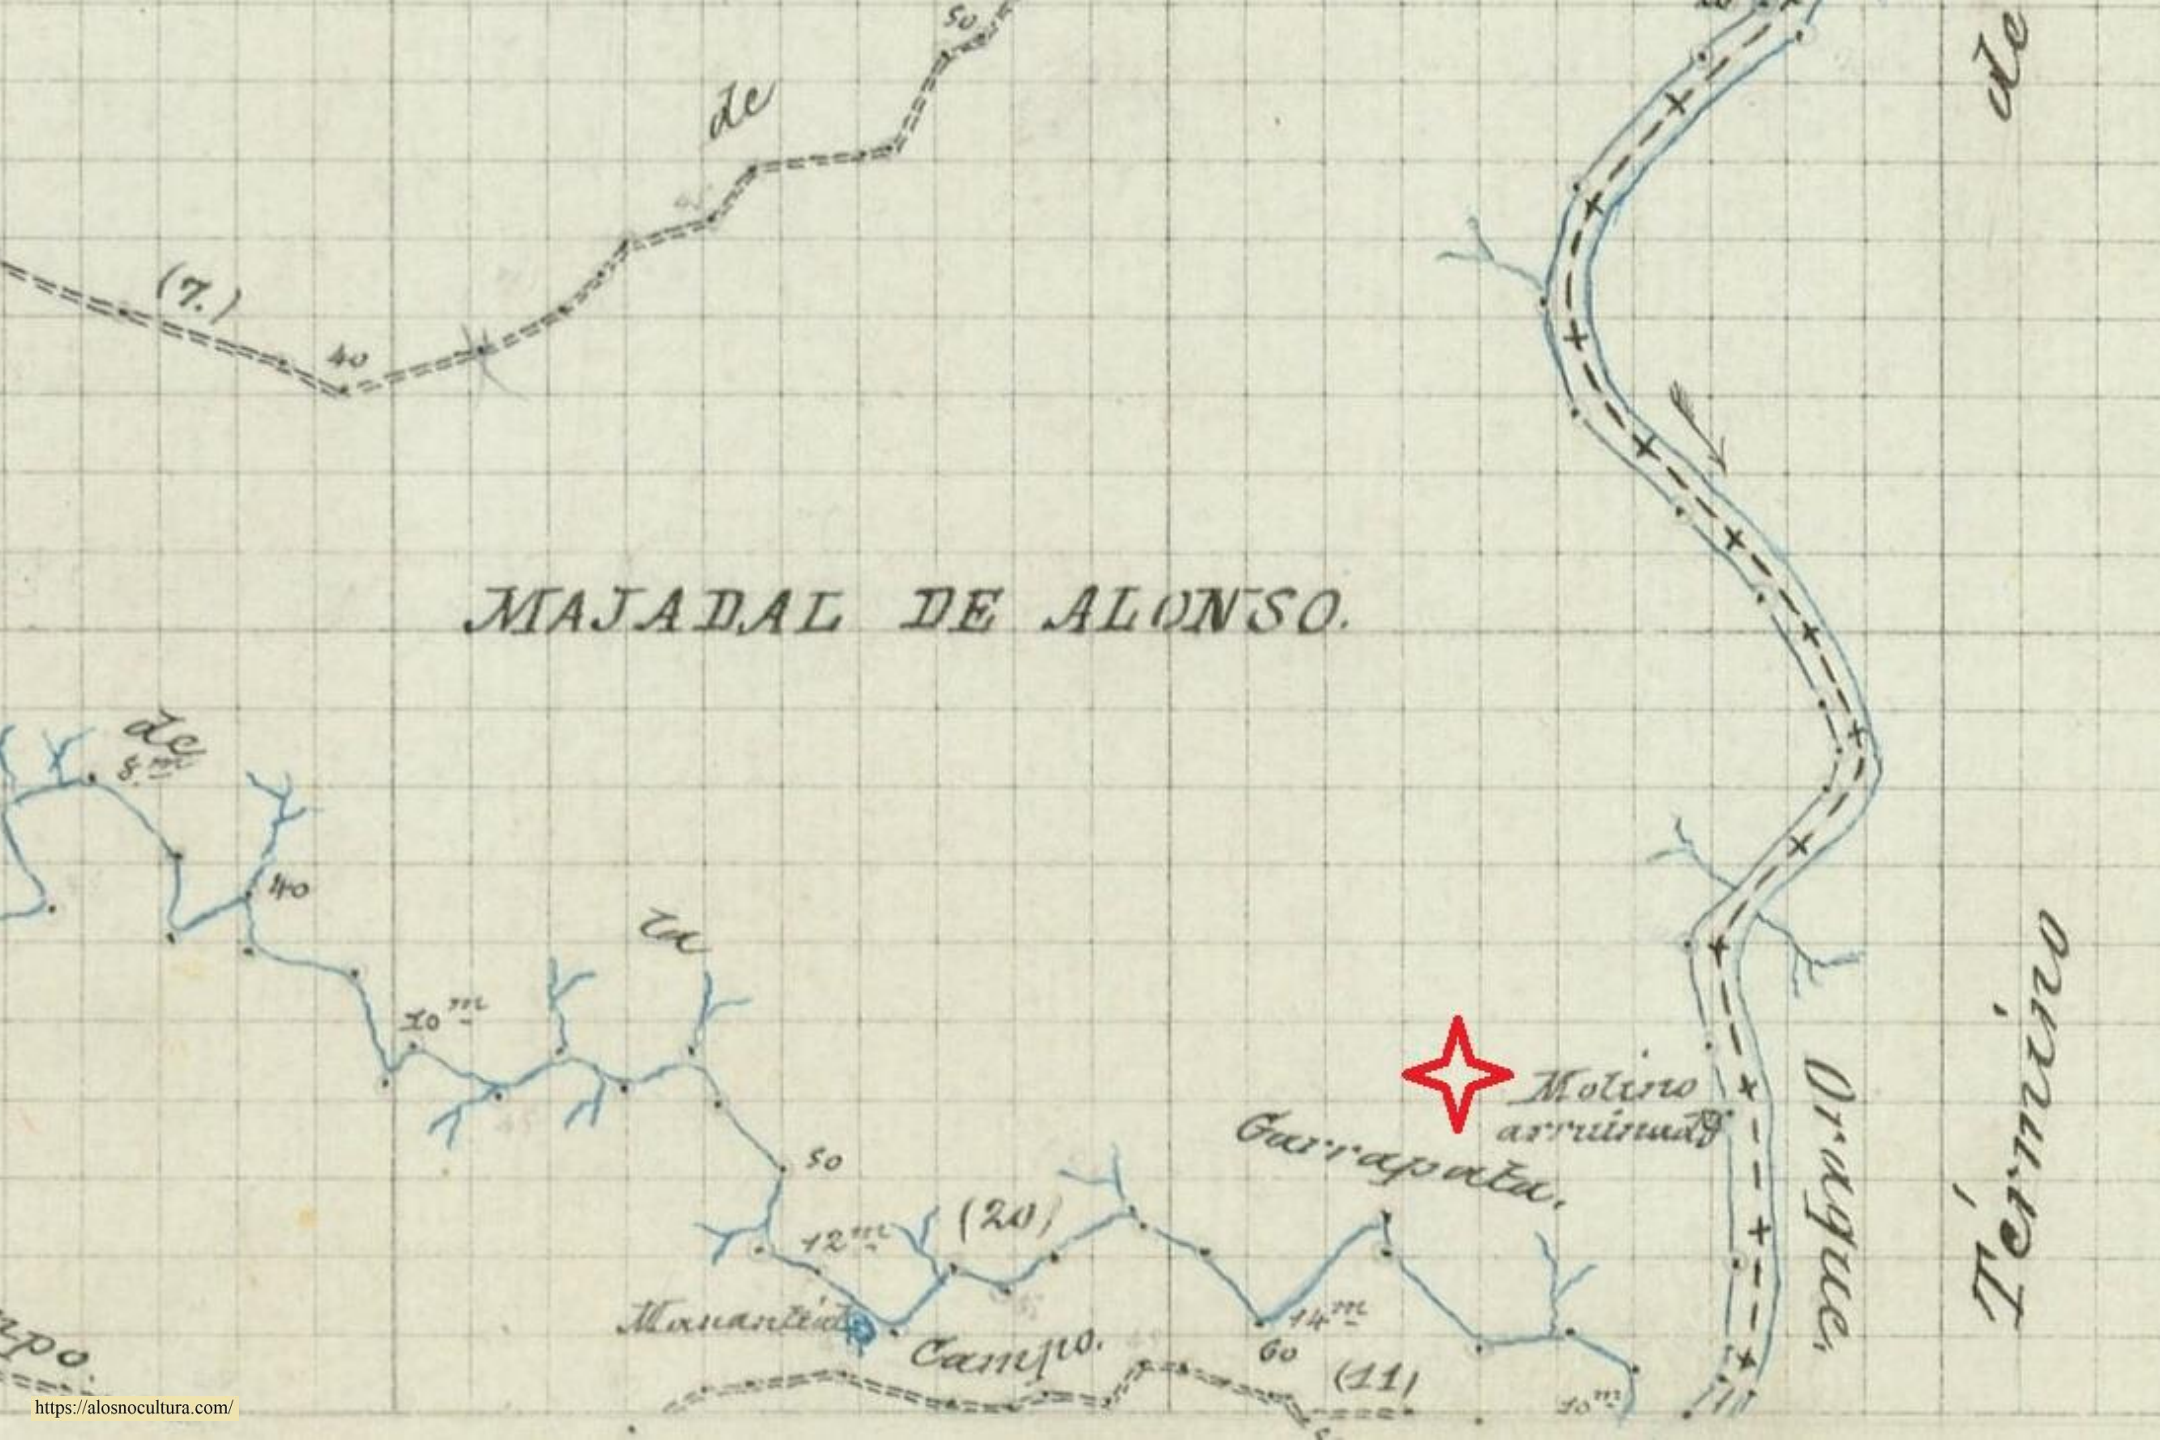 50
de
de
(7.)
40
MAJADAL DE ALONSO.
de
8.m
40
la
10m
Molino
arruinado
Garrapata.
Oraque.
Término
50
(20)
12m
Manantial
Campo.
14m
60
(11)
10m
https://alosnocultura.com/